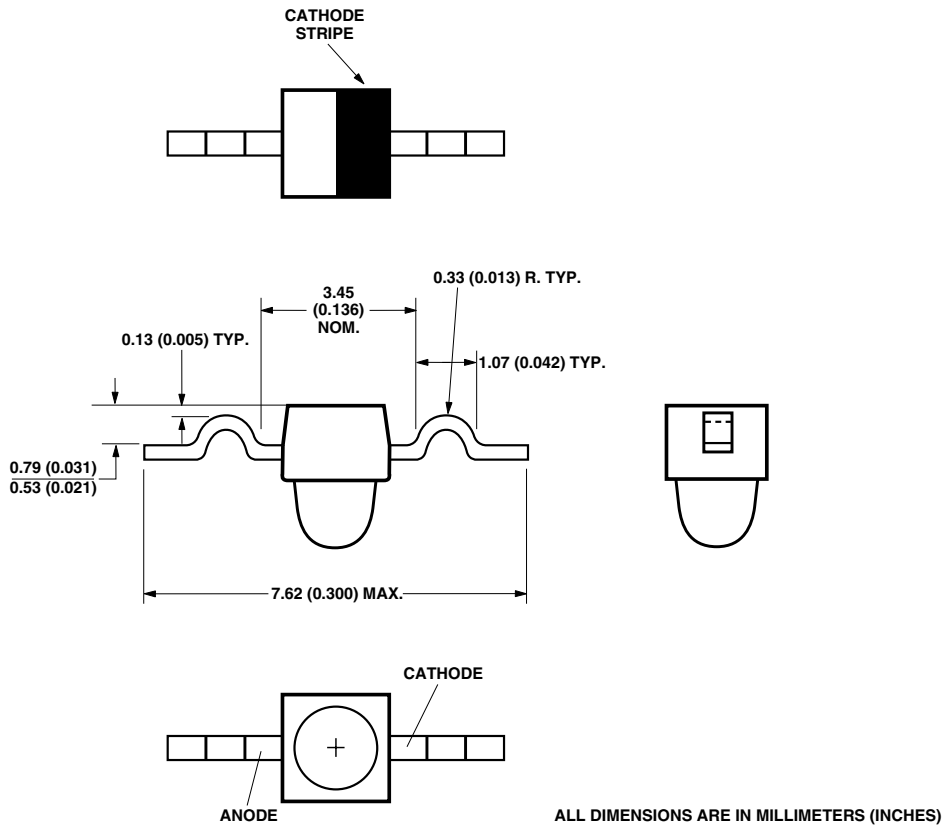 CATHODE
STRIPE
0.33 (0.013) R. TYP.
3.45
(0.136)
NOM.
0.13 (0.005) TYP.
1.07 (0.042) TYP.
0.79 (0.031)
0.53 (0.021)
7.62 (0.300) MAX.
CATHODE
ANODE
ALL DIMENSIONS ARE IN MILLIMETERS (INCHES)